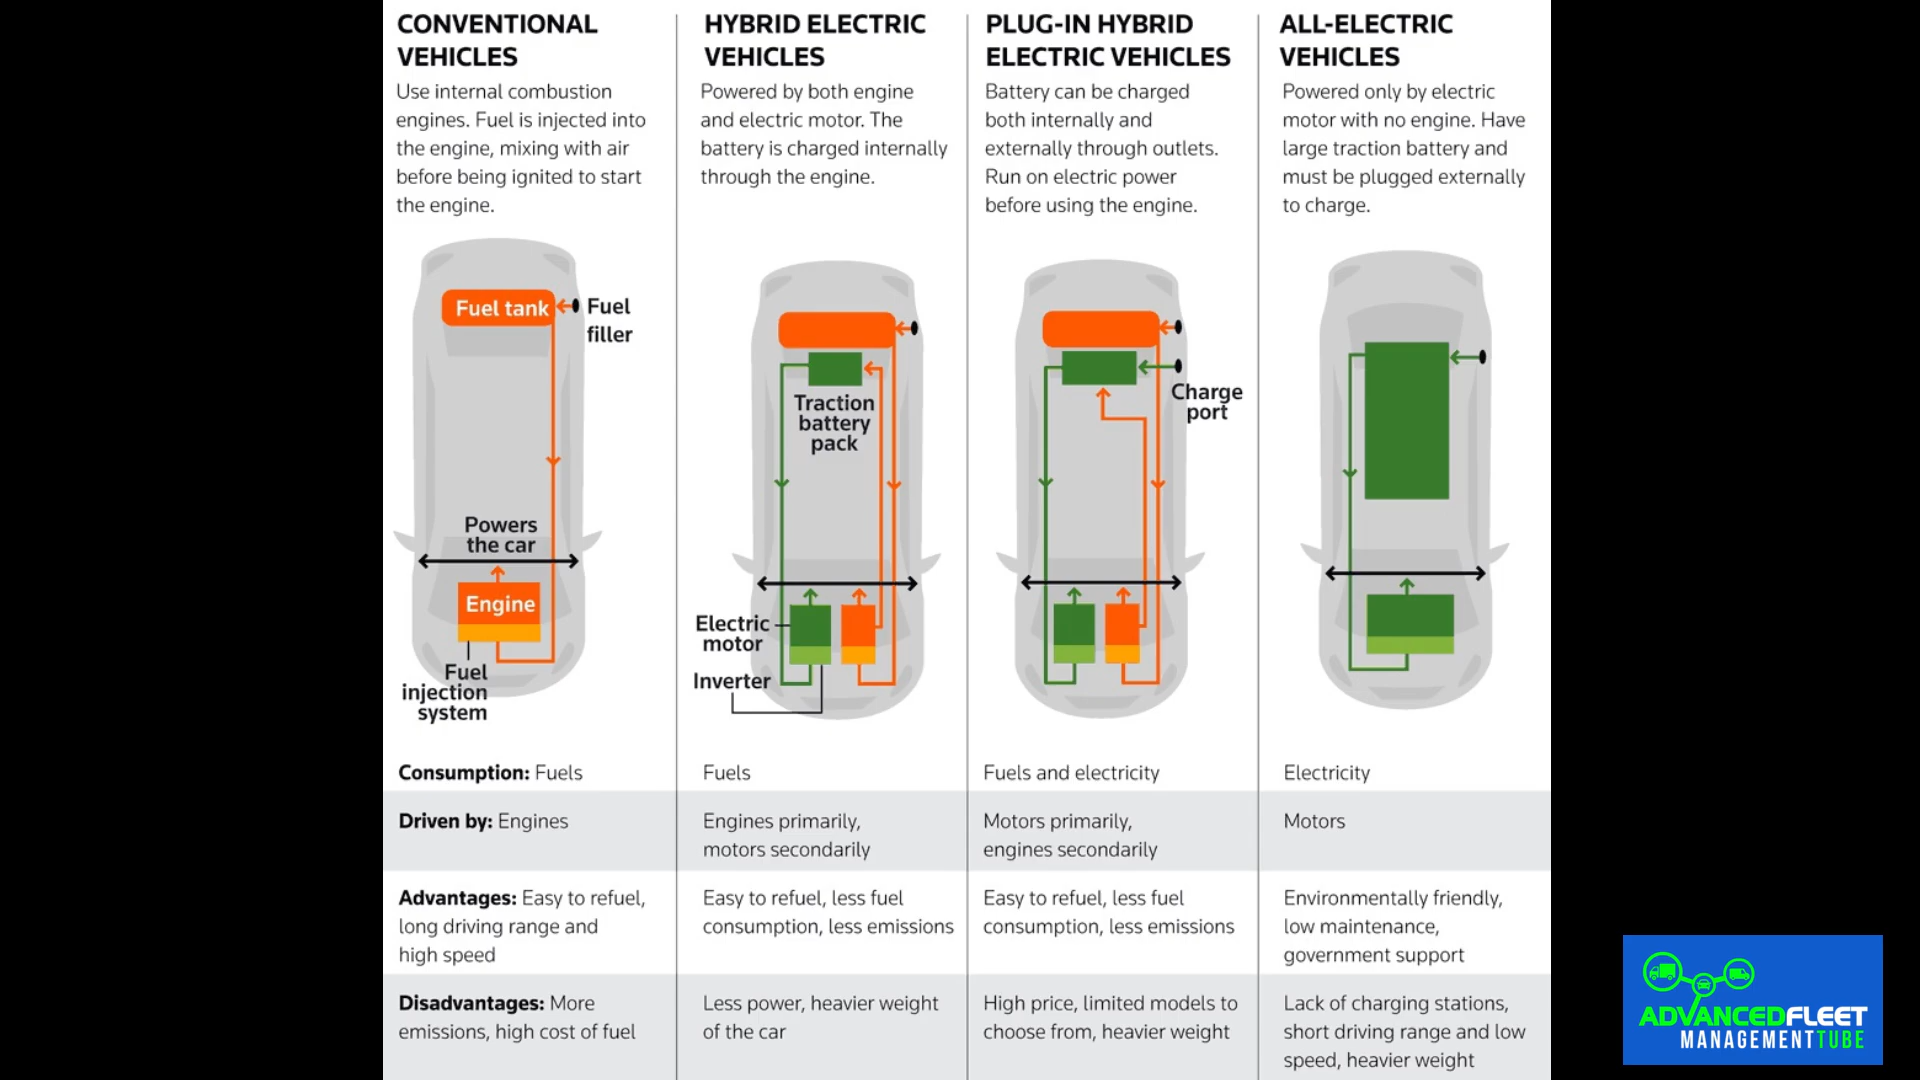 CONVENTIONAL
VEHICLES
Use internal combustion
engines. Fuel is injected into
the engine, mixing with air
before being ignited to start
the engine.
Fuel tank
Fuel
filler
Powers
the car
Engine
Fuel
injection
system
HYBRID ELECTRIC
VEHICLES
Powered by both engine
and electric motor. The
battery is charged internally
through the engine.
Traction
battery
pack
Electric
motor
Inverter
PLUG-IN HYBRID
ELECTRIC VEHICLES
Battery can be charged
both internally and
externally through outlets.
Run on electric power
before using the engine.
Charge
port
ALL-ELECTRIC
VEHICLES
Powered only by electric
motor with no engine. Have
large traction battery and
must be plugged externally
to charge.
Consumption: Fuels
Fuels
Fuels and electricity
Electricity
Driven by: Engines
Engines primarily,
motors secondarily
Motors primarily,
engines secondarily
Motors
Advantages: Easy to refuel,
long driving range and
high speed
Easy to refuel, less fuel
consumption, less emissions
Easy to refuel, less fuel
consumption, less emissions
Environmentally friendly,
low maintenance,
government support
Disadvantages: More
emissions, high cost of fuel
Less power, heavier weight
of the car
High price, limited models to
choose from, heavier weight
Lack of charging stations,
short driving range and low
speed, heavier weight
ADVANCEDFLEET
MANAGEMENTTUBE